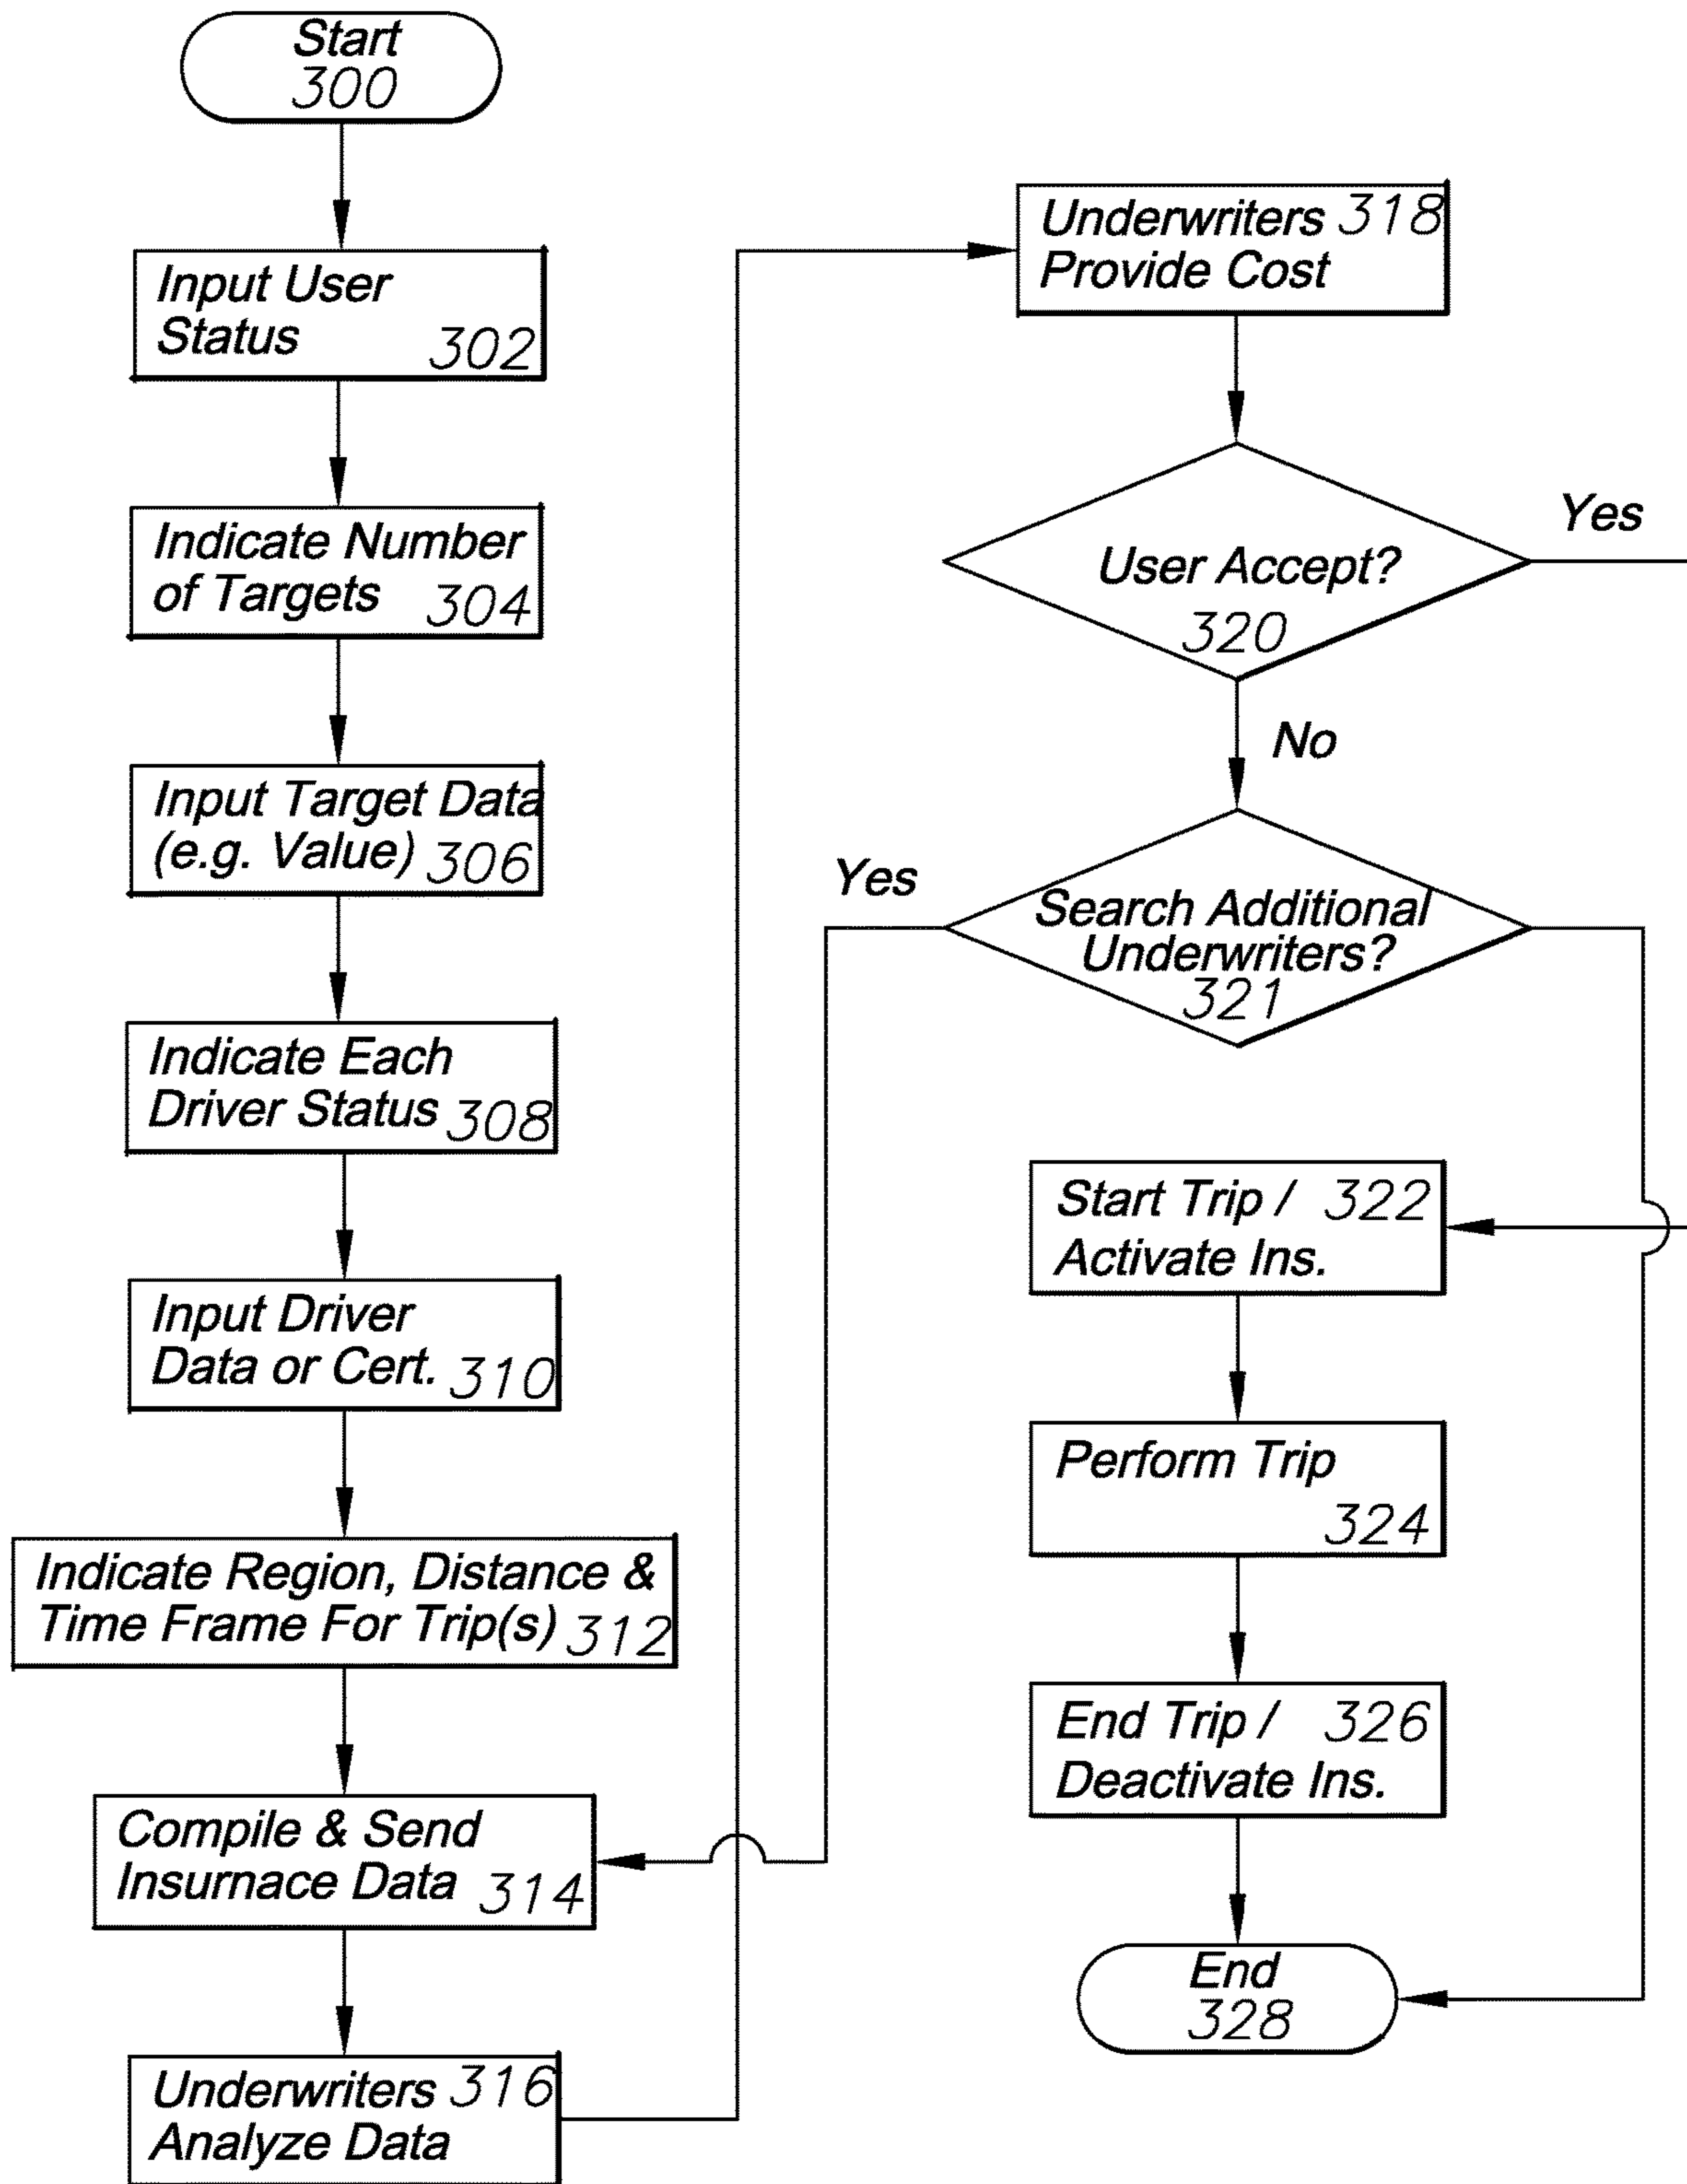 Start
300
Input User
Status 302
Indicate Number
of Targets 304
Input Target Data
(e.g. Value) 306
Indicate Each
Driver Status 308
Input Driver
Data or Cert. 310
Indicate Region, Distance &
Time Frame For Trip(s) 312
Compile & Send
Insurnace Data 314
Underwriters 316
Analyze Data
Underwriters 318
Provide Cost
User Accept?
320
Yes
No
Search Additional
Underwriters?
321
Yes
Start Trip / 322
Activate Ins.
Perform Trip
324
End Trip / 326
Deactivate Ins.
End
328